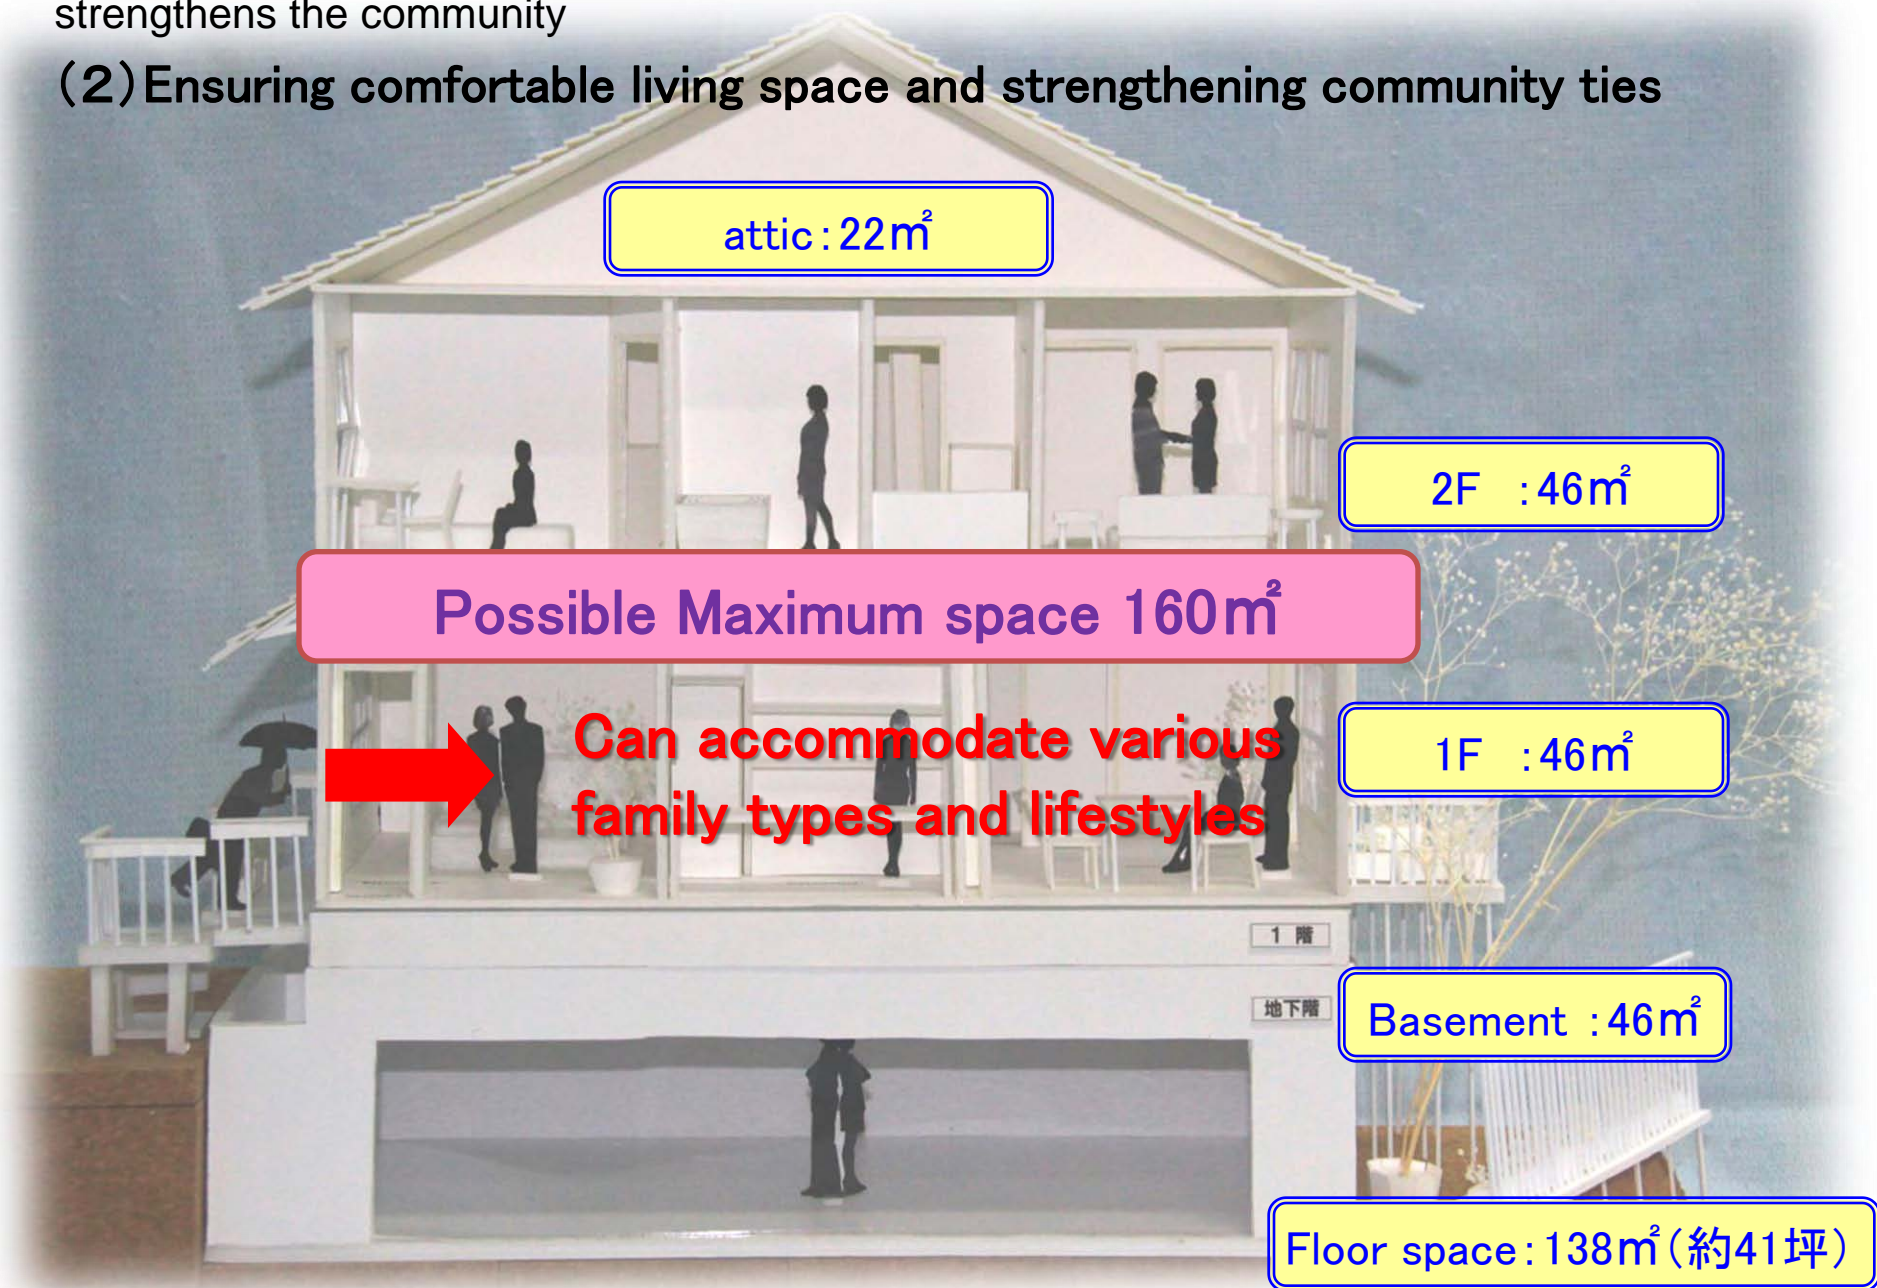 strengthens the community
（2）Ensuring comfortable living space and strengthening community ties
attic：22㎡
2F ：46㎡
Possible Maximum space 160㎡
Can accommodate various
family types and lifestyles
1F ：46㎡
1 階
地下階
Basement ：46㎡
Floor space：138㎡（約41坪）